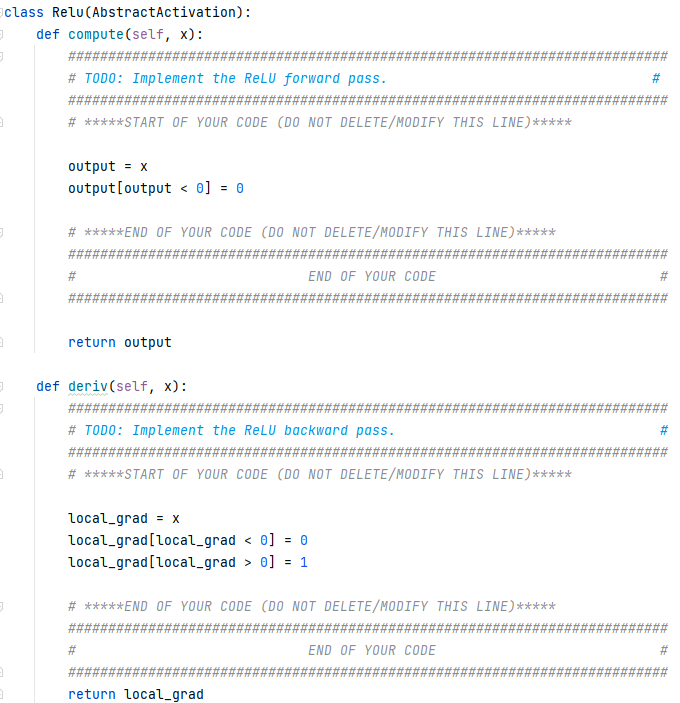 class Relu(AbstractActivation):
    def compute(self, x):
        ###########################################################################
        # TODO: Implement the ReLU forward pass.                                 #
        ###########################################################################
        # *****START OF YOUR CODE (DO NOT DELETE/MODIFY THIS LINE)*****
        output = x
        output[output < 0] = 0
        # *****END OF YOUR CODE (DO NOT DELETE/MODIFY THIS LINE)*****
        ###########################################################################
        #                             END OF YOUR CODE                            #
        ###########################################################################
        return output
    def deriv(self, x):
        ###########################################################################
        # TODO: Implement the ReLU backward pass.                                 #
        ###########################################################################
        # *****START OF YOUR CODE (DO NOT DELETE/MODIFY THIS LINE)*****
        local_grad = x
        local_grad[local_grad < 0] = 0
        local_grad[local_grad > 0] = 1
        # *****END OF YOUR CODE (DO NOT DELETE/MODIFY THIS LINE)*****
        ###########################################################################
        #                             END OF YOUR CODE                            #
        ###########################################################################
        return local_grad